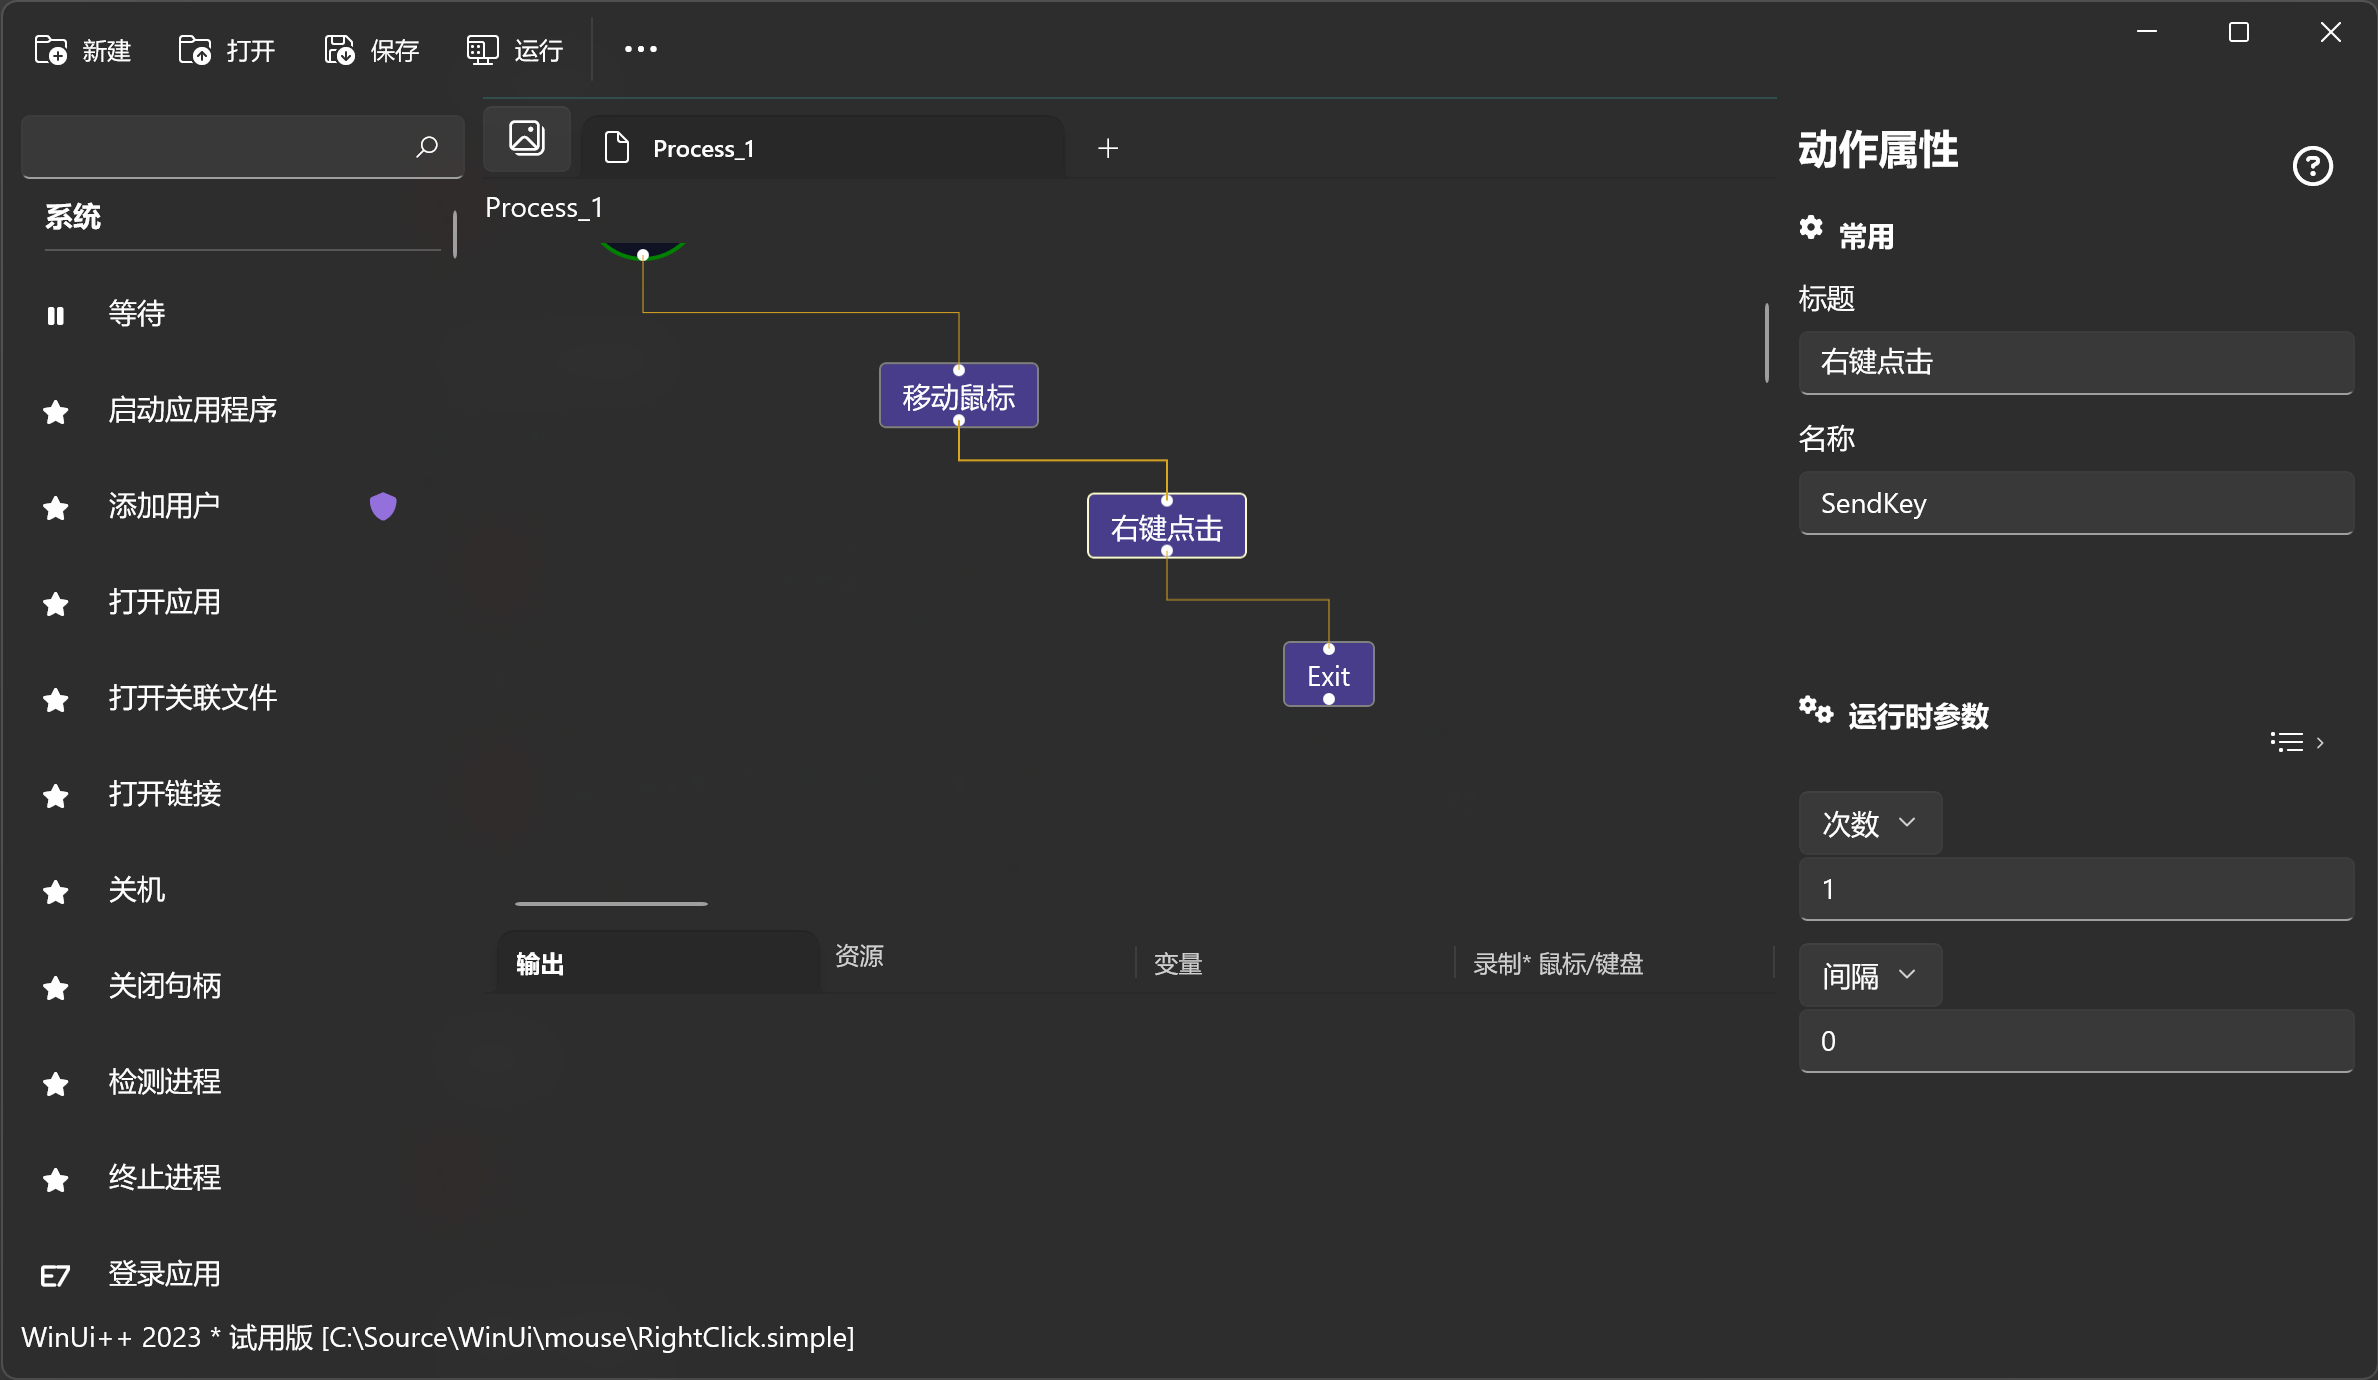 新建 打开 保存 运行
Process_1
Process_1
系统
等待
启动应用程序
添加用户
打开应用
打开关联文件
打开链接
关机
关闭句柄
检测进程
终止进程
E7 登录应用
移动鼠标
右键点击
Exit
输出 资源 变量 录制* 鼠标/键盘
动作属性
常用
标题
右键点击
名称
SendKey
运行时参数
次数
1
间隔
0
WinUi++ 2023 * 试用版 [C:\Source\WinUi\mouse\RightClick.simple]